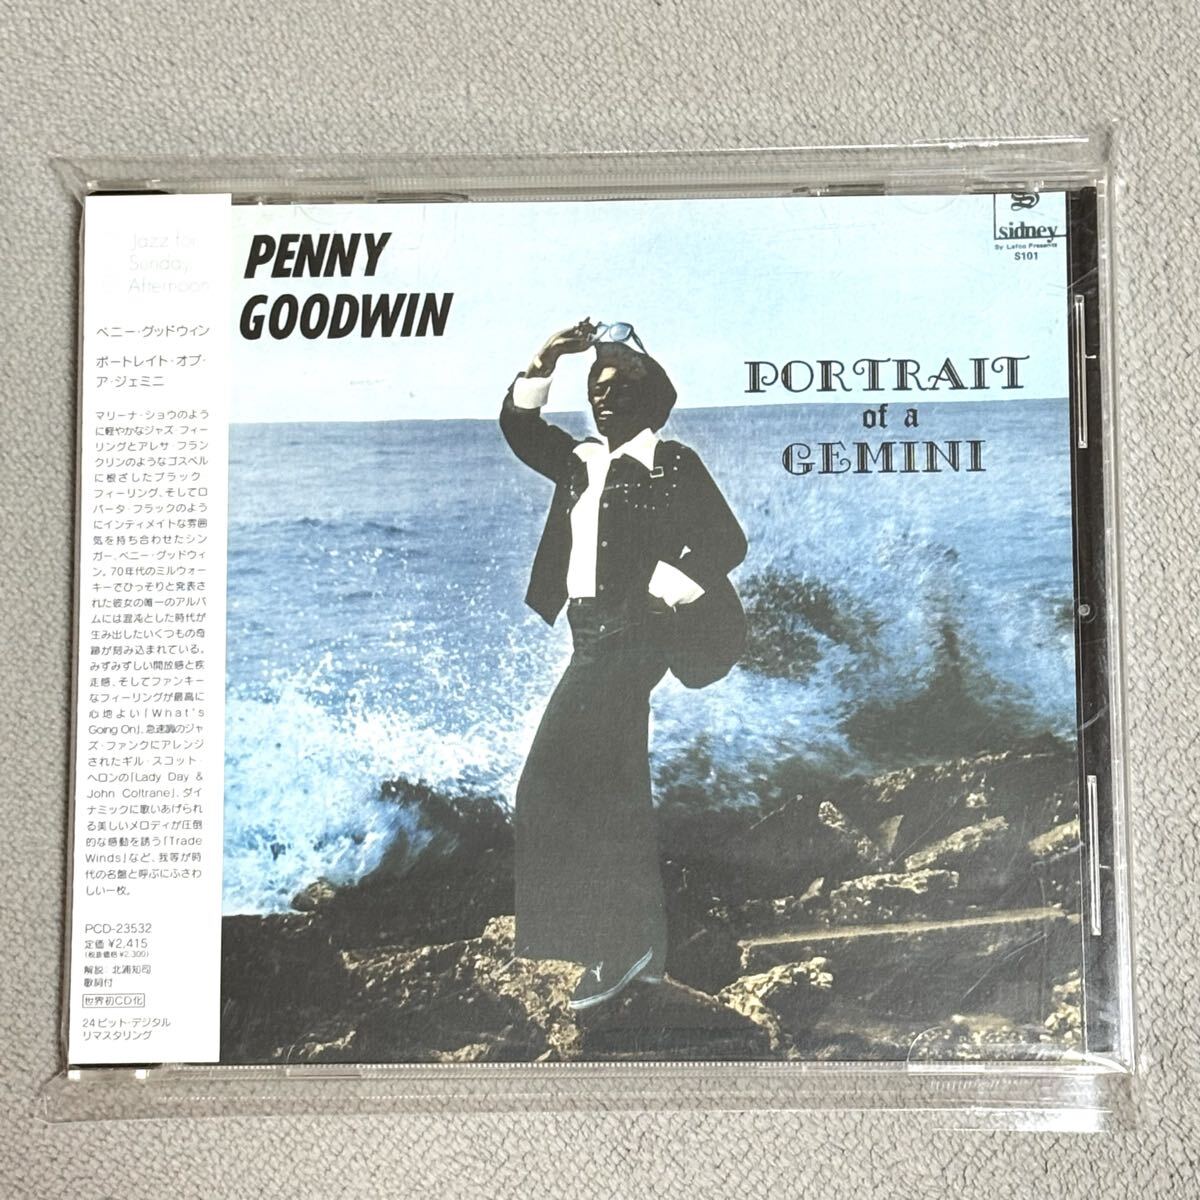 Jazz for
Sunday
Afternoon
ペニー・グッドウィン
ポートレイト・オブ・
ア・ジェミニ
マリーナ・ショウのよう
に軽やかなジャズ フィー
リングとアレサ・フラン
クリンのようなゴスペル
に根ざしたブラック
フィーリング、そしてロ
バータ・フラックのよう
にインティメイトな雰囲
気を持ち合わせたシン
ガー、ペニー・グッドウィ
ン。70年代のミルウォー
キーでひっそりと発表さ
れた彼女の唯一のアルバ
ムには混沌とした時代が
生み出したいくつもの奇
跡が刻み込まれている。
みずみずしい開放感と疾
走感、そしてファンキー
なフィーリングが最高に
心地よい「What's
Going On」、急速調のジャ
ズ・ファンクにアレンジ
されたギル・スコット・
ヘロンの「Lady Day &
John Coltrane」、ダイ
ナミックに歌いあげられ
る美しいメロディが圧倒
的な感動を誘う「Trade
Winds」など、我等が時
代の名盤と呼ぶにふさわ
しい一枚。
PCD-23532
定価 ¥2,415
(税抜価格 ¥2,300)
解説:北浦知司
歌詞付
世界初CD化
24ビット・デジタル
リマスタリング
PENNY
GOODWIN
S
sidney
By Lafco Presents
S101
PORTRAIT
of a
GEMINI